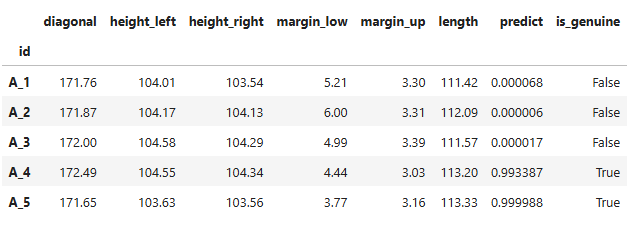 diagonal height_left height_right margin_low margin_up length predict is_genuine
id
A_1 171.76 104.01 103.54 5.21 3.30 111.42 0.000068 False
A_2 171.87 104.17 104.13 6.00 3.31 112.09 0.000006 False
A_3 172.00 104.58 104.29 4.99 3.39 111.57 0.000017 False
A_4 172.49 104.55 104.34 4.44 3.03 113.20 0.993387 True
A_5 171.65 103.63 103.56 3.77 3.16 113.33 0.999988 True